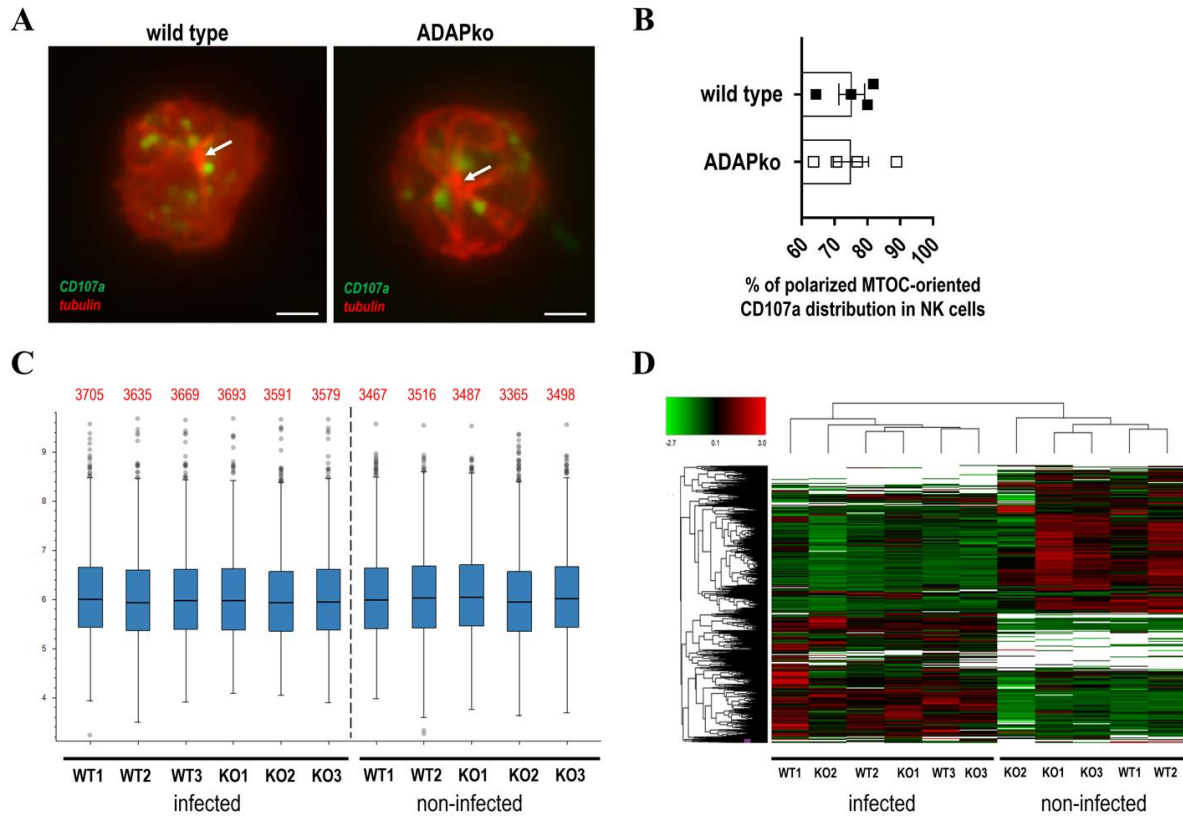 A
wild type
ADAPko
CD107a
tubulin
CD107a
tubulin
B
wild type
ADAPko
60 70 80 90 100
% of polarized MTOC-oriented
CD107a distribution in NK cells
C
3705 3635 3669 3693 3591 3579 3467 3516 3487 3365 3498
9
8
7
6
5
4
WT1 WT2 WT3 KO1 KO2 KO3 WT1 WT2 KO1 KO2 KO3
infected non-infected
D
-2.7 0.1 3.0
KO2 KO1 KO3 WT1 WT2
WT1 KO2 WT2 KO1 WT3 KO3
infected non-infected